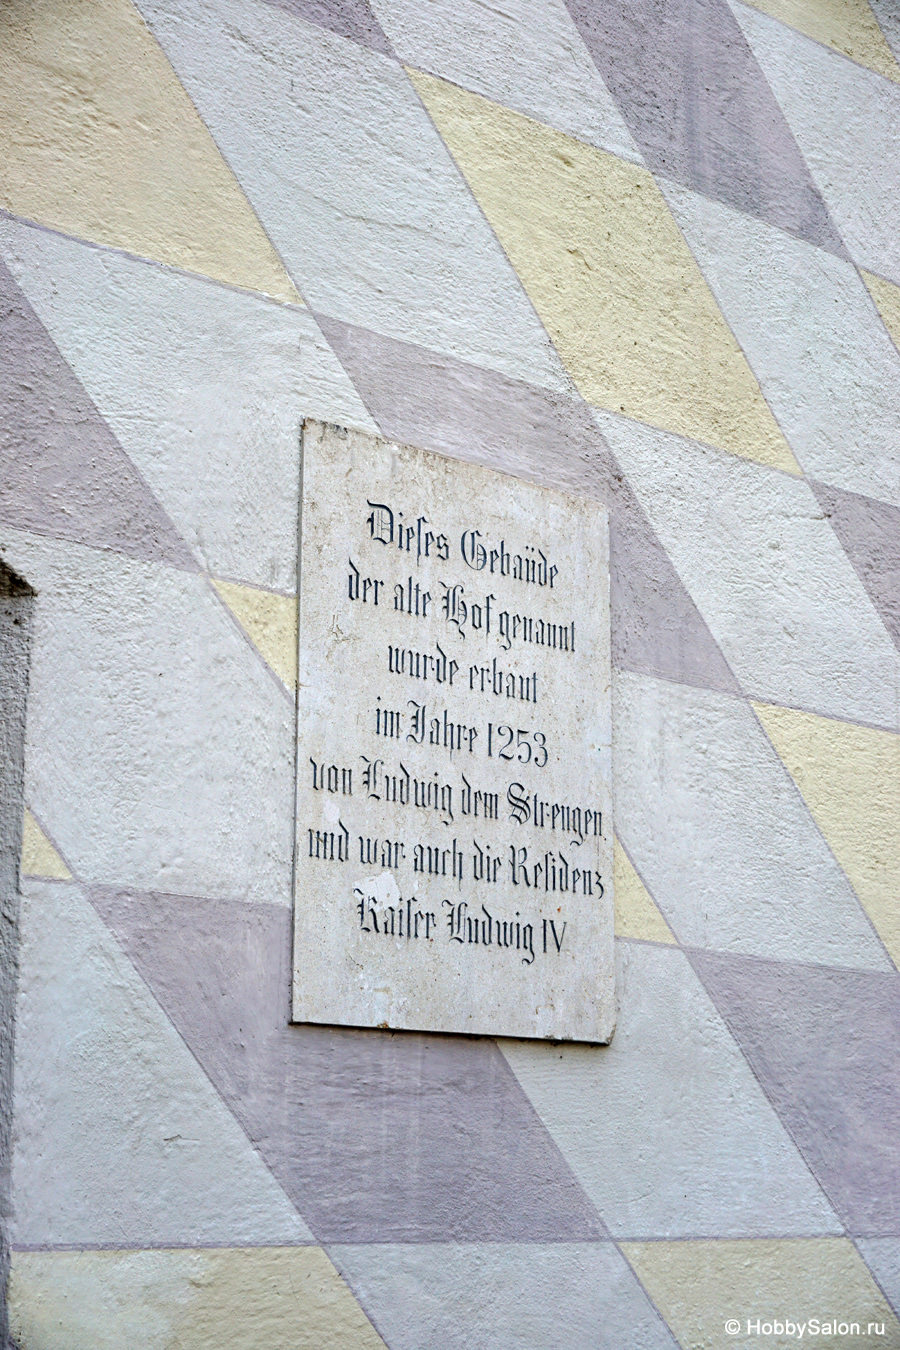 Dieſes Gebäude
der alte Hof genannt
wurde erbaut
im Jahre 1253
von Ludwig dem Strengen
und war auch die Reſidenz
Kaiſer Ludwig IV
© HobbySalon.ru